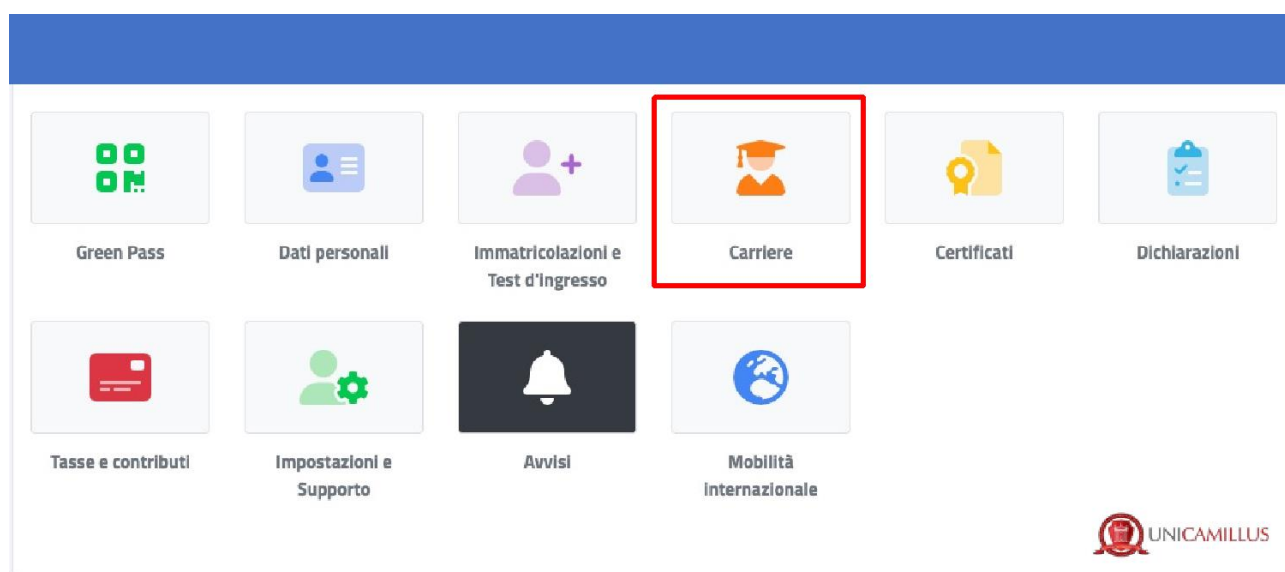 Green Pass
Dati personali
Immatricolazioni e
Test d'ingresso
Carriere
Certificati
Dichiarazioni
Tasse e contributi
Impostazioni e
Supporto
Avvisi
Mobilità
internazionale
UNICAMILLUS